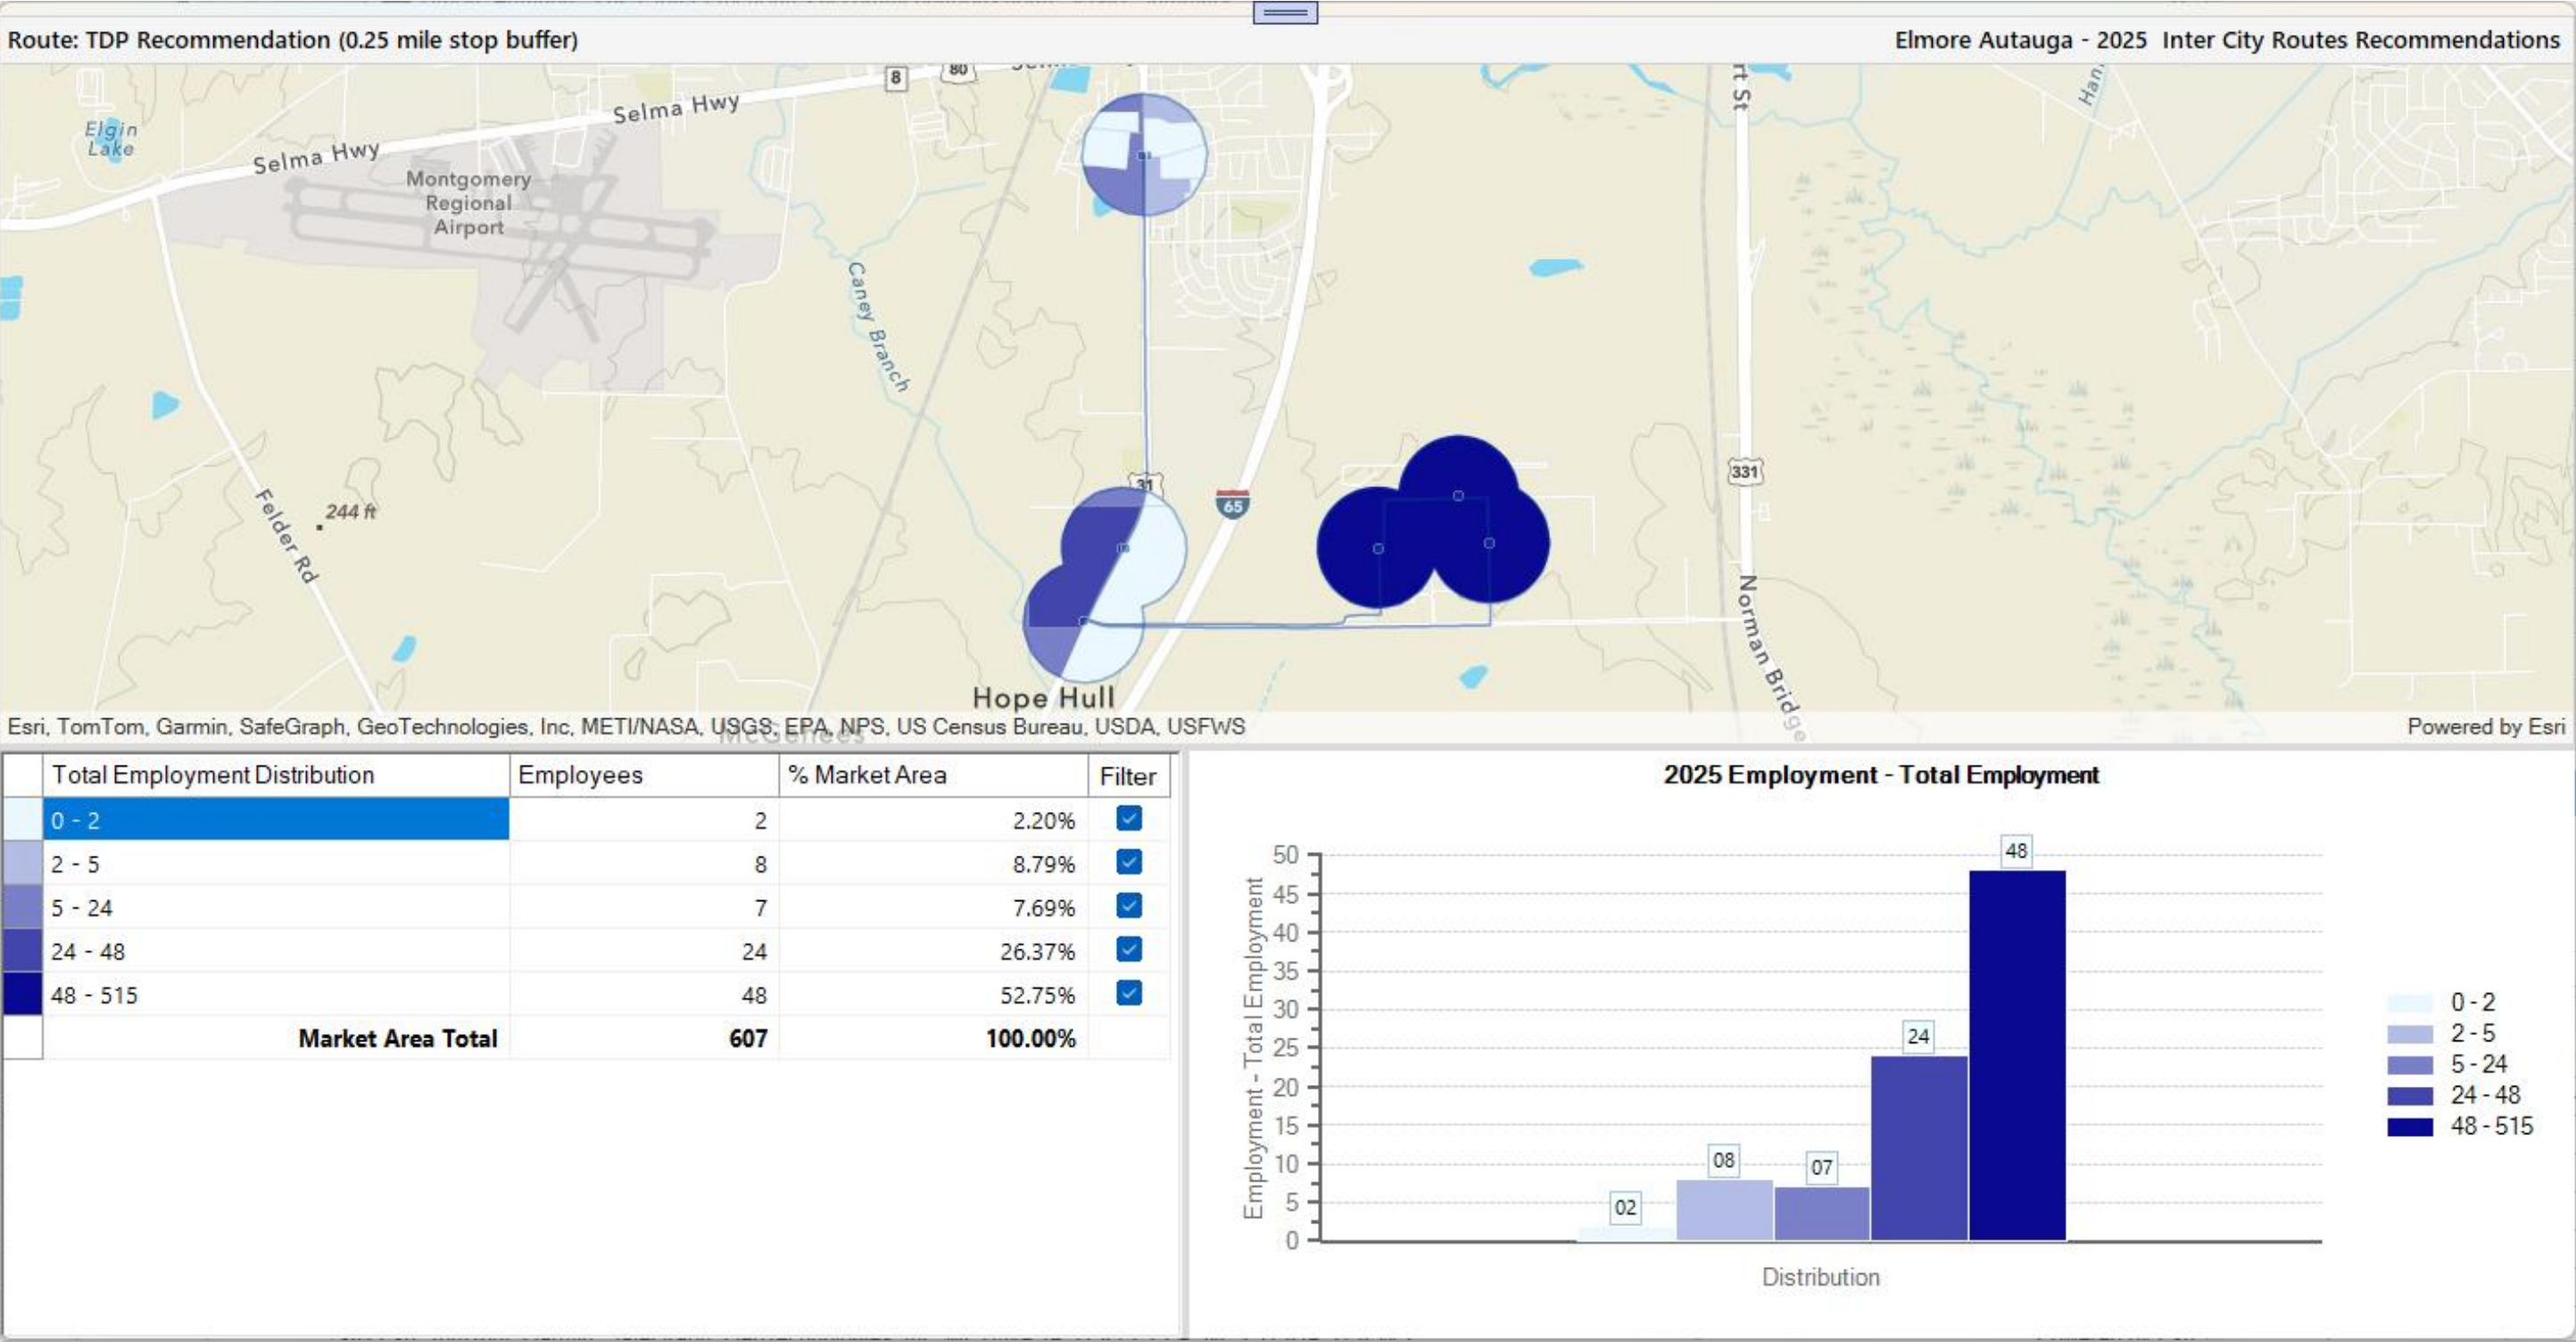 Route: TDP Recommendation (0.25 mile stop buffer)
Elmore Autauga - 2025 Inter City Routes Recommendations
8
80
Selma Hwy
Selma Hwy
Elgin
Lake
Montgomery
Regional
Airport
Caney Branch
31
65
331
244 ft
Felder Rd
Norman Bridge
Hope Hull
Esri, TomTom, Garmin, SafeGraph, GeoTechnologies, Inc, METI/NASA, USGS, EPA, NPS, US Census Bureau, USDA, USFWS
Powered by Esri
Total Employment Distribution Employees % Market Area Filter
0 - 2 2 2.20%
2 - 5 8 8.79%
5 - 24 7 7.69%
24 - 48 24 26.37%
48 - 515 48 52.75%
Market Area Total 607 100.00%
2025 Employment - Total Employment
Employment - Total Employment
50
45
40
35
30
25
20
15
10
5
0
02
08
07
24
48
Distribution
0 - 2
2 - 5
5 - 24
24 - 48
48 - 515